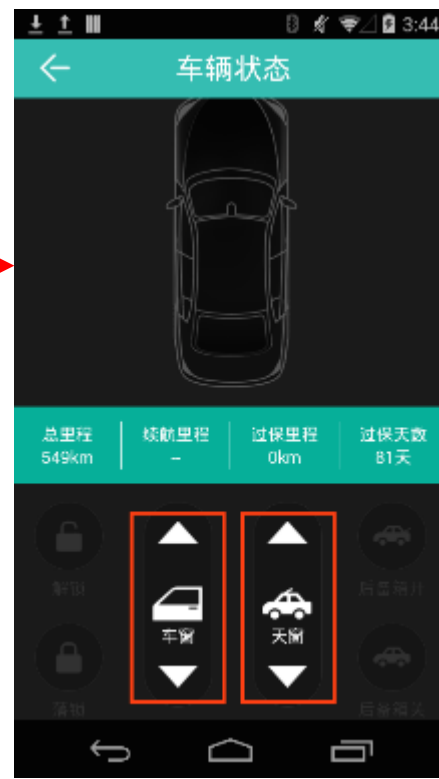 3:44
车辆状态
总里程 续航里程 过保里程 过保天数
549km – 0km 81天
解锁 后备箱开
车窗 天窗
落锁 后备箱关